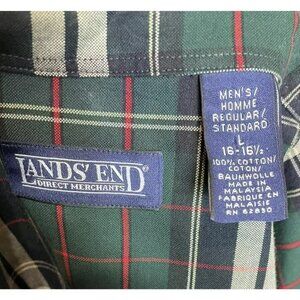 LANDS' END
DIRECT MERCHANTS
MEN'S/
HOMME
REGULAR/
STANDARD
L
16-16½
100% COTTON/
COTON/
BAUMWOLLE
MADE IN
MALAYSIA
FABRIQUE EN
MALAISIE
RN 62830